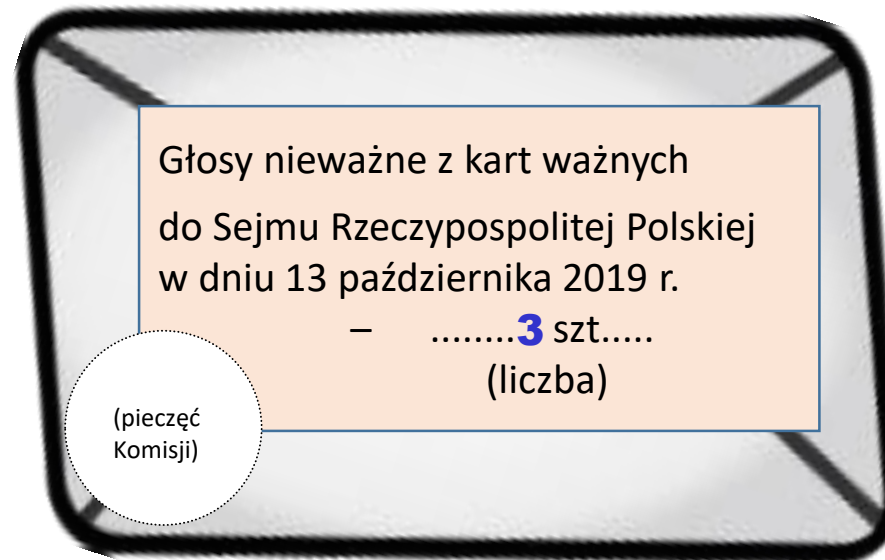 Głosy nieważne z kart ważnych
do Sejmu Rzeczypospolitej Polskiej
w dniu 13 października 2019 r.
– ........3 szt.....
(liczba)
(pieczęć
Komisji)